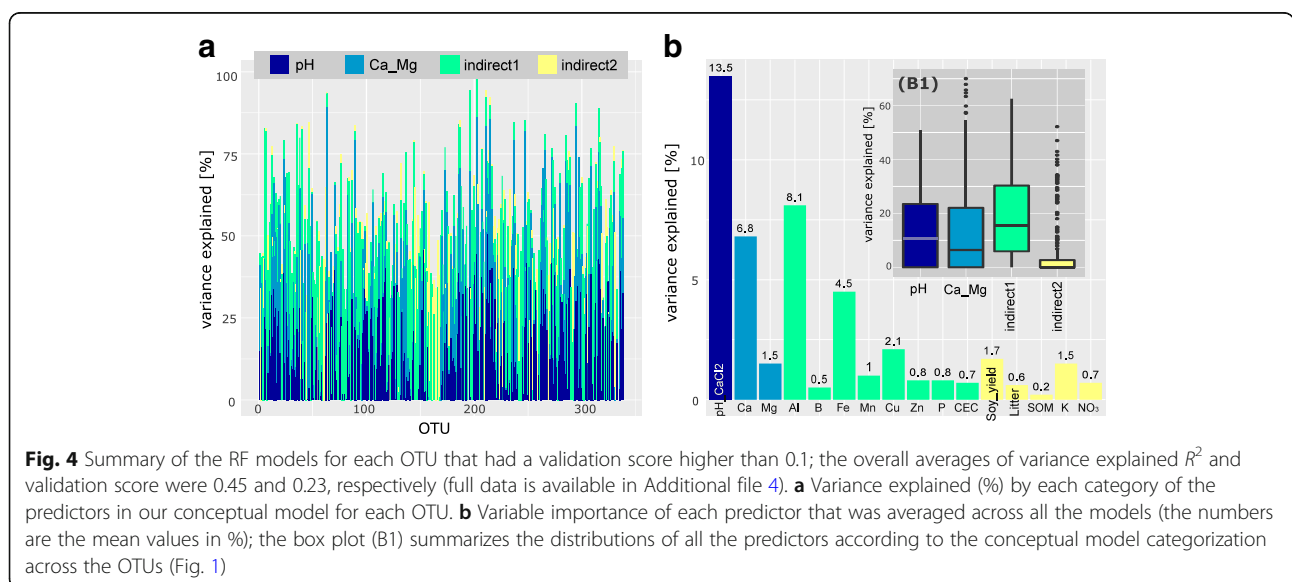 a
pH Ca_Mg indirect1 indirect2
variance explained [%]
100
75
50
25
0
0 100 200 300
OTU
b
variance explained [%]
10
5
0
13.5
6.8
1.5
8.1
0.5
4.5
1
2.1
0.8
0.8
0.7
1.7
0.6
0.2
1.5
0.7
pH_CaCl2 Ca Mg Al B Fe Mn Cu Zn P CEC Soy_yield Litter SOM K NO₃
(B1)
variance explained [%]
60
40
20
0
pH Ca_Mg indirect1 indirect2
Fig. 4 Summary of the RF models for each OTU that had a validation score higher than 0.1; the overall averages of variance explained R² and
validation score were 0.45 and 0.23, respectively (full data is available in Additional file 4). a Variance explained (%) by each category of the
predictors in our conceptual model for each OTU. b Variable importance of each predictor that was averaged across all the models (the numbers
are the mean values in %); the box plot (B1) summarizes the distributions of all the predictors according to the conceptual model categorization
across the OTUs (Fig. 1)